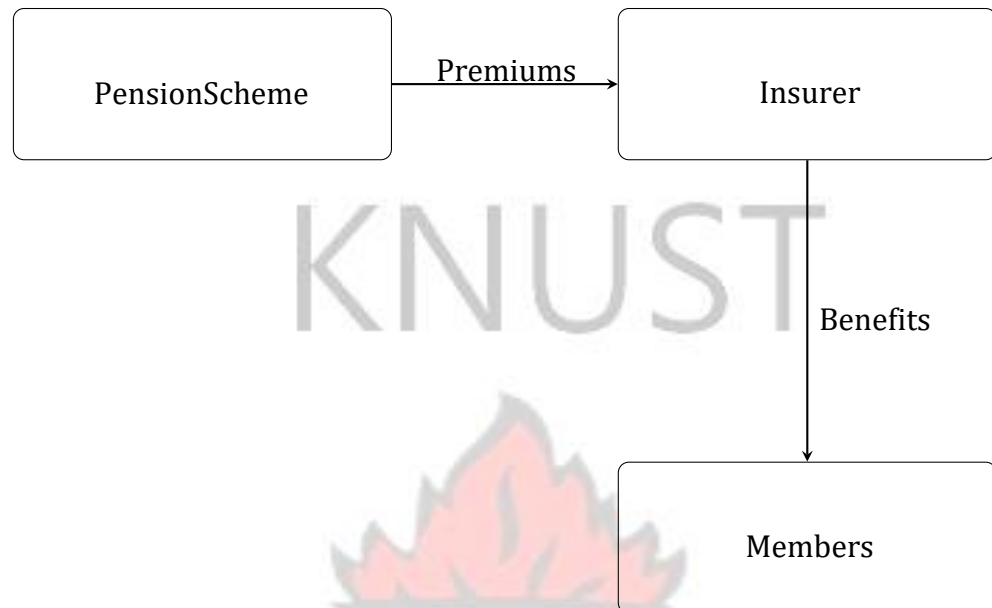 PensionScheme
Premiums
Insurer
KNUST
Benefits
Members